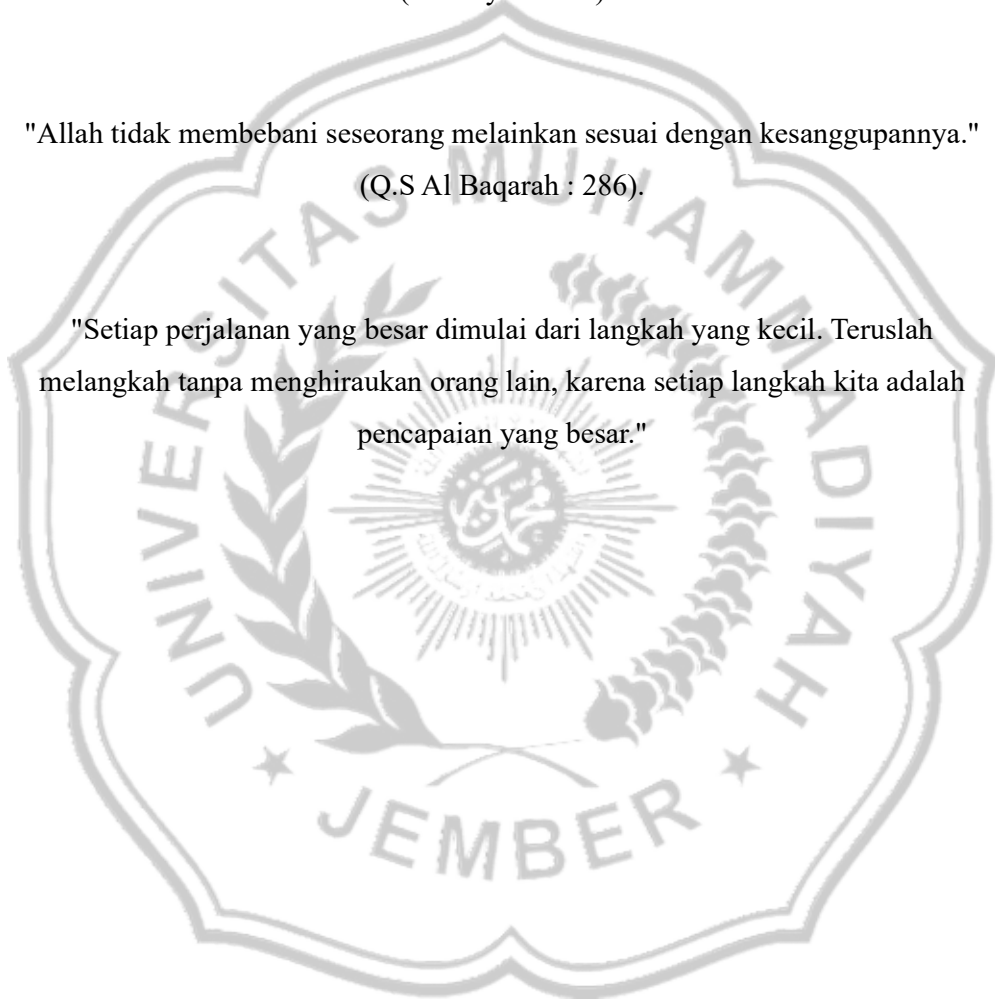 "Allah tidak membebani seseorang melainkan sesuai dengan kesanggupannya."
(Q.S Al Baqarah : 286).
"Setiap perjalanan yang besar dimulai dari langkah yang kecil. Teruslah
melangkah tanpa menghiraukan orang lain, karena setiap langkah kita adalah
pencapaian yang besar."
UNIVERSITAS MUHAMMADIYAH
JEMBER